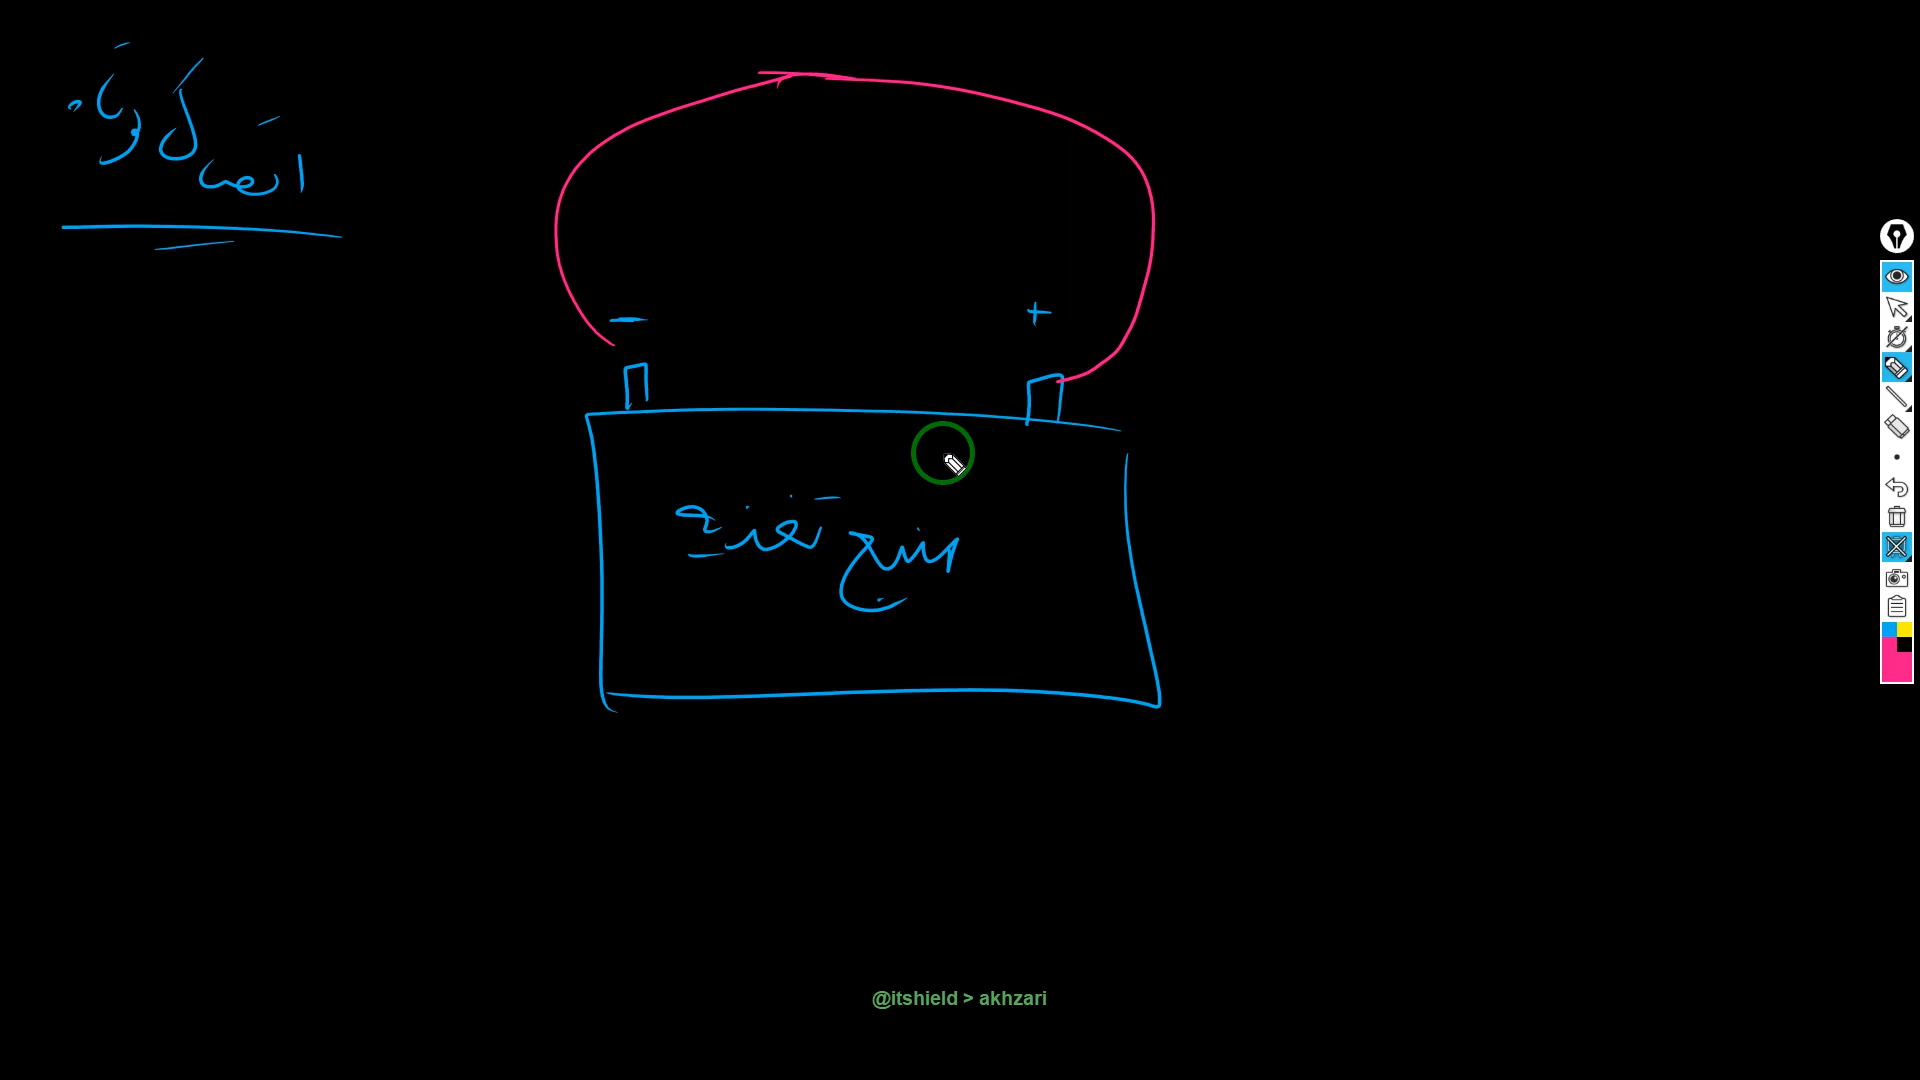 اتصال کوتاه
- +
منبع تغذیه
@itshield > akhzari